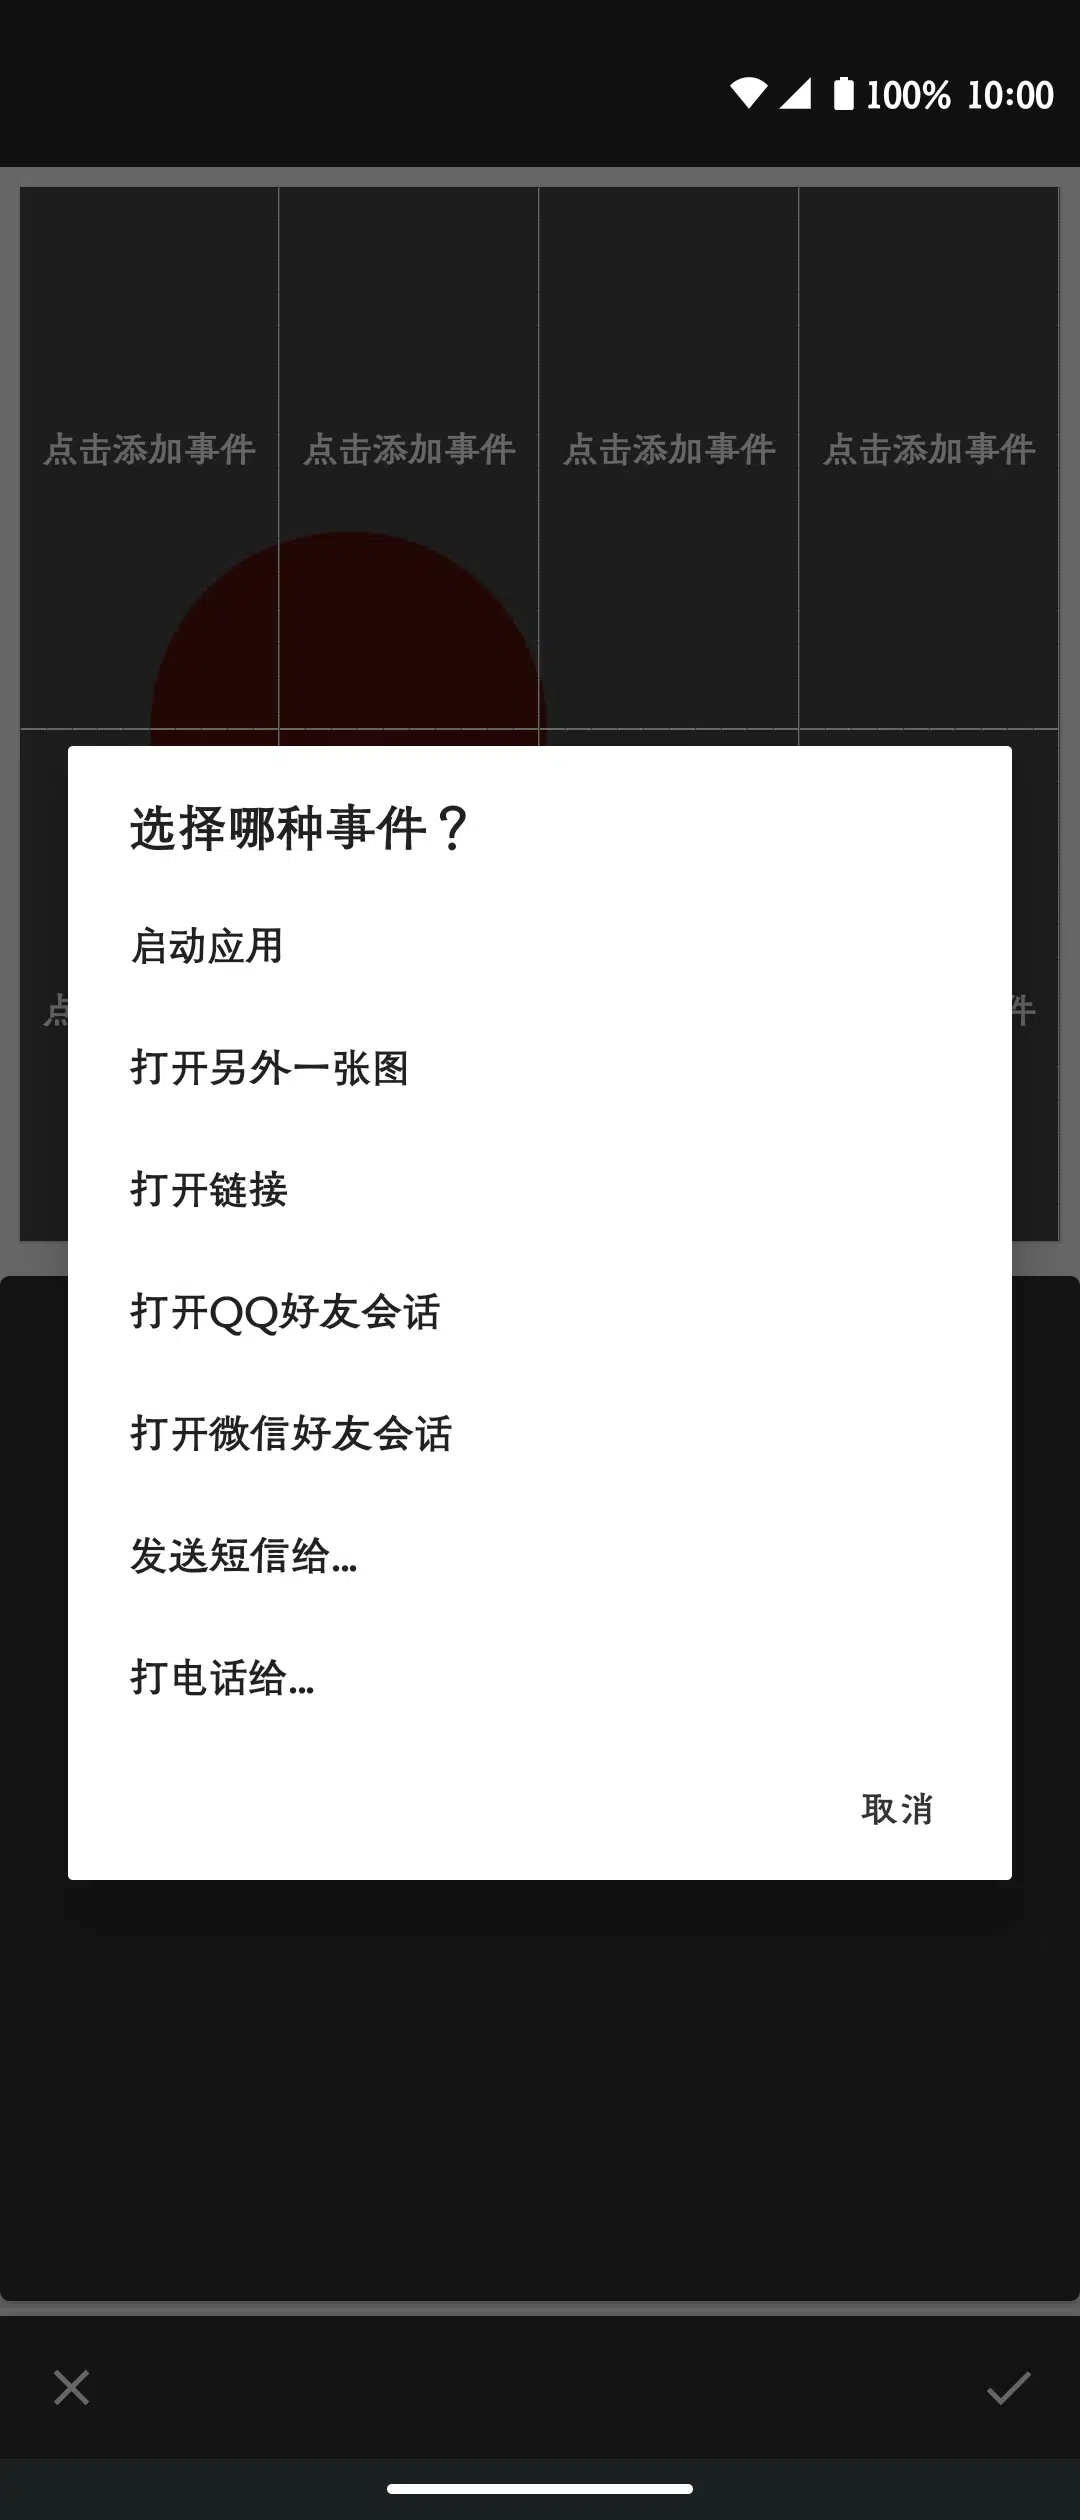 100% 10:00
点击添加事件 点击添加事件 点击添加事件 点击添加事件
选择哪种事件？
启动应用
点 件
打开另外一张图
打开链接
打开QQ好友会话
打开微信好友会话
发送短信给...
打电话给...
取消